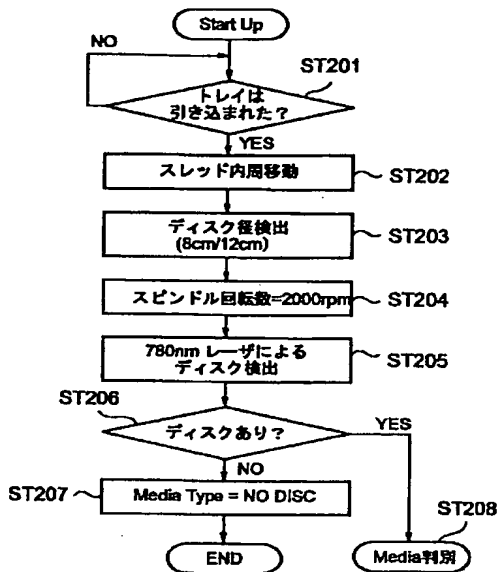 Start Up
NO
ST201
トレイは
引き込まれた？
YES
スレッド内周移動
ST202
ディスク径検出
(8cm/12cm)
ST203
スピンドル回転数=2000rpm
ST204
780nm レーザによる
ディスク検出
ST205
ST206
ディスクあり？
YES
NO
ST207
Media Type = NO DISC
ST208
END
Media判別